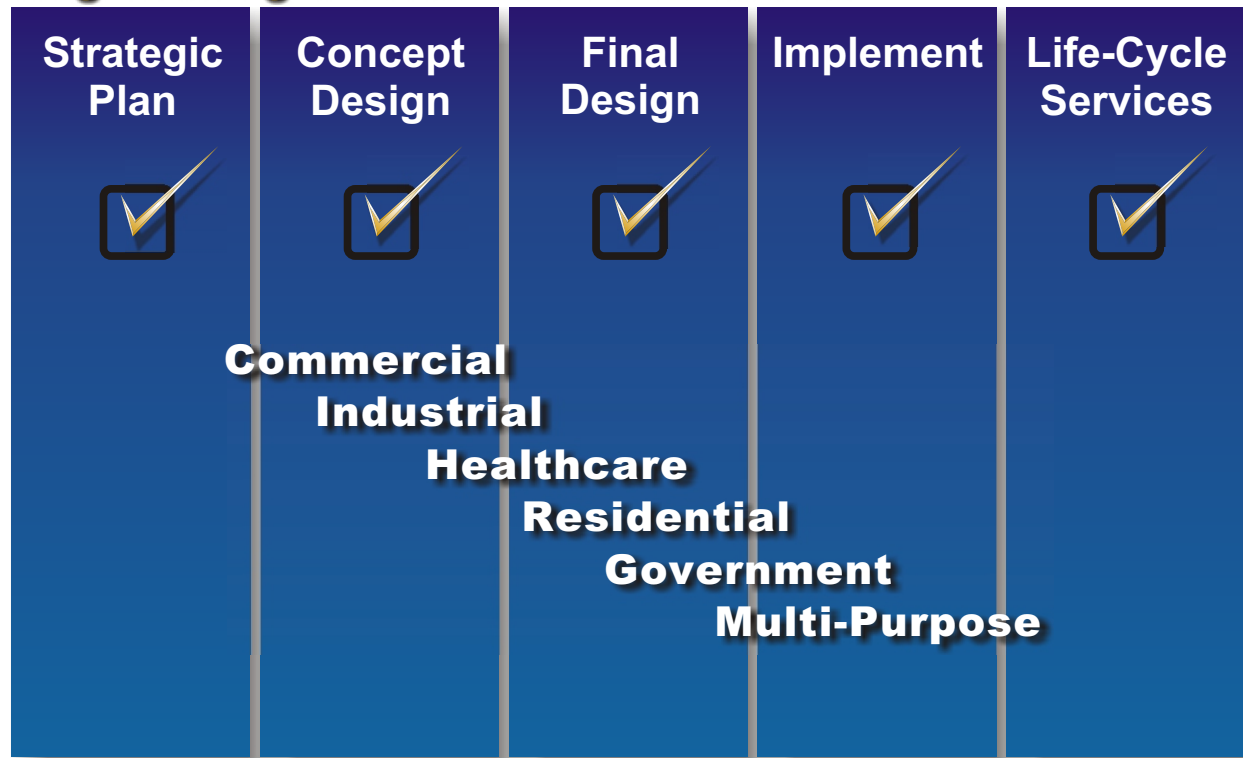 Strategic
Plan
Concept
Design
Final
Design
Implement
Life-Cycle
Services
Commercial
Industrial
Healthcare
Residential
Government
Multi-Purpose